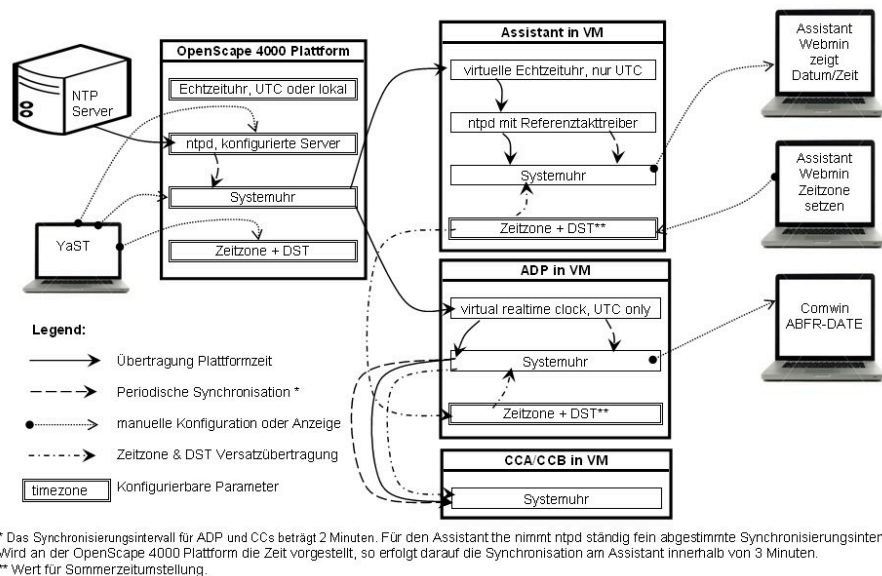 OpenScape 4000 Plattform
Echtzeituhr, UTC oder lokal
ntpd, konfigurierte Server
Systemuhr
Zeitzone + DST
NTP
Server
YaST
Assistant in VM
virtuelle Echtzeituhr, nur UTC
ntpd mit Referenztakttreiber
Systemuhr
Zeitzone + DST**
ADP in VM
virtual realtime clock, UTC only
Systemuhr
Zeitzone + DST**
CCA/CCB in VM
Systemuhr
Assistant
Webmin
zeigt
Datum/Zeit
Assistant
Webmin
Zeitzone
setzen
Comwin
ABFR-DATE
Legend:
Übertragung Plattformzeit
Periodische Synchronisation *
manuelle Konfiguration oder Anzeige
Zeitzone & DST Versatzübertragung
timezone
Konfigurierbare Parameter
* Das Synchronisierungsintervall für ADP und CCs beträgt 2 Minuten. Für den Assistant the nimmt ntpd ständig fein abgestimmte Synchronisierungsinter
Wird an der OpenScape 4000 Plattform die Zeit vorgestellt, so erfolgt darauf die Synchronisation am Assistant innerhalb von 3 Minuten.
** Wert für Sommerzeitumstellung.